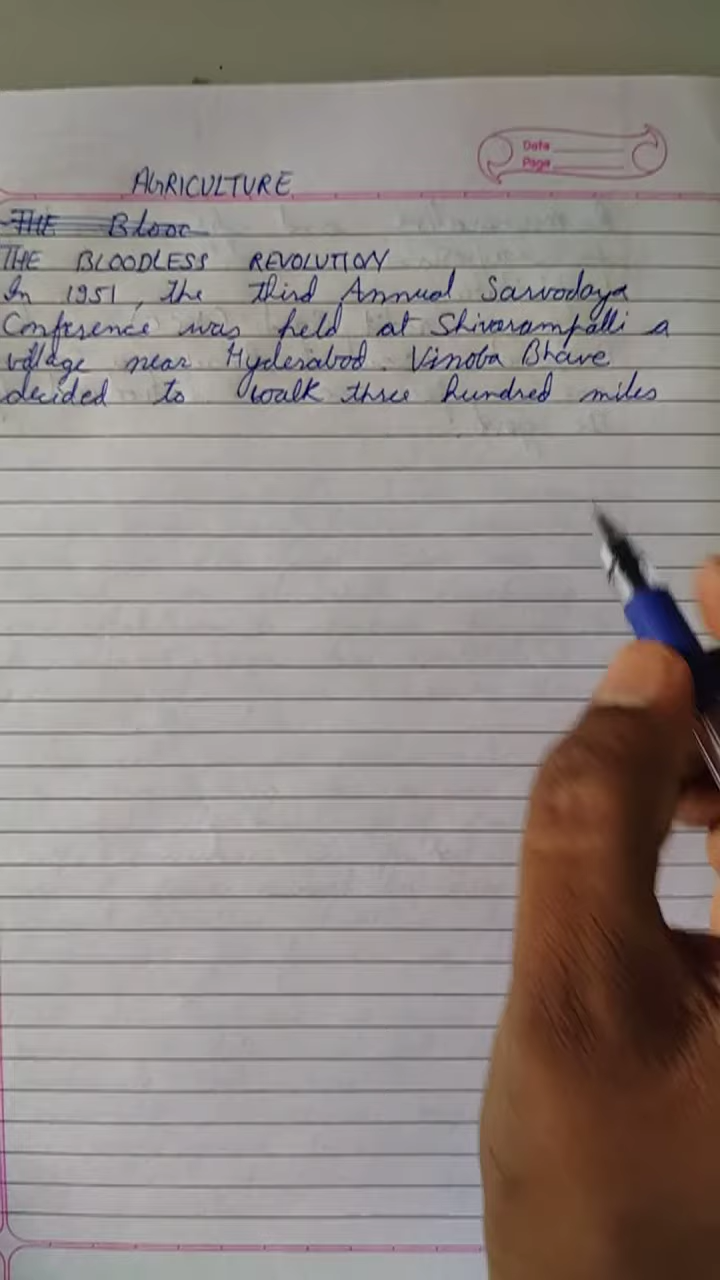 Date
Page
AGRICULTURE
THE Blooc
THE BLOODLESS REVOLUTION
In 1951, the third Annual Sarvodaya
Conference was held at Shivarampalli a
village near Hyderabad. Vinoba Bhave
decided to walk three hundred miles